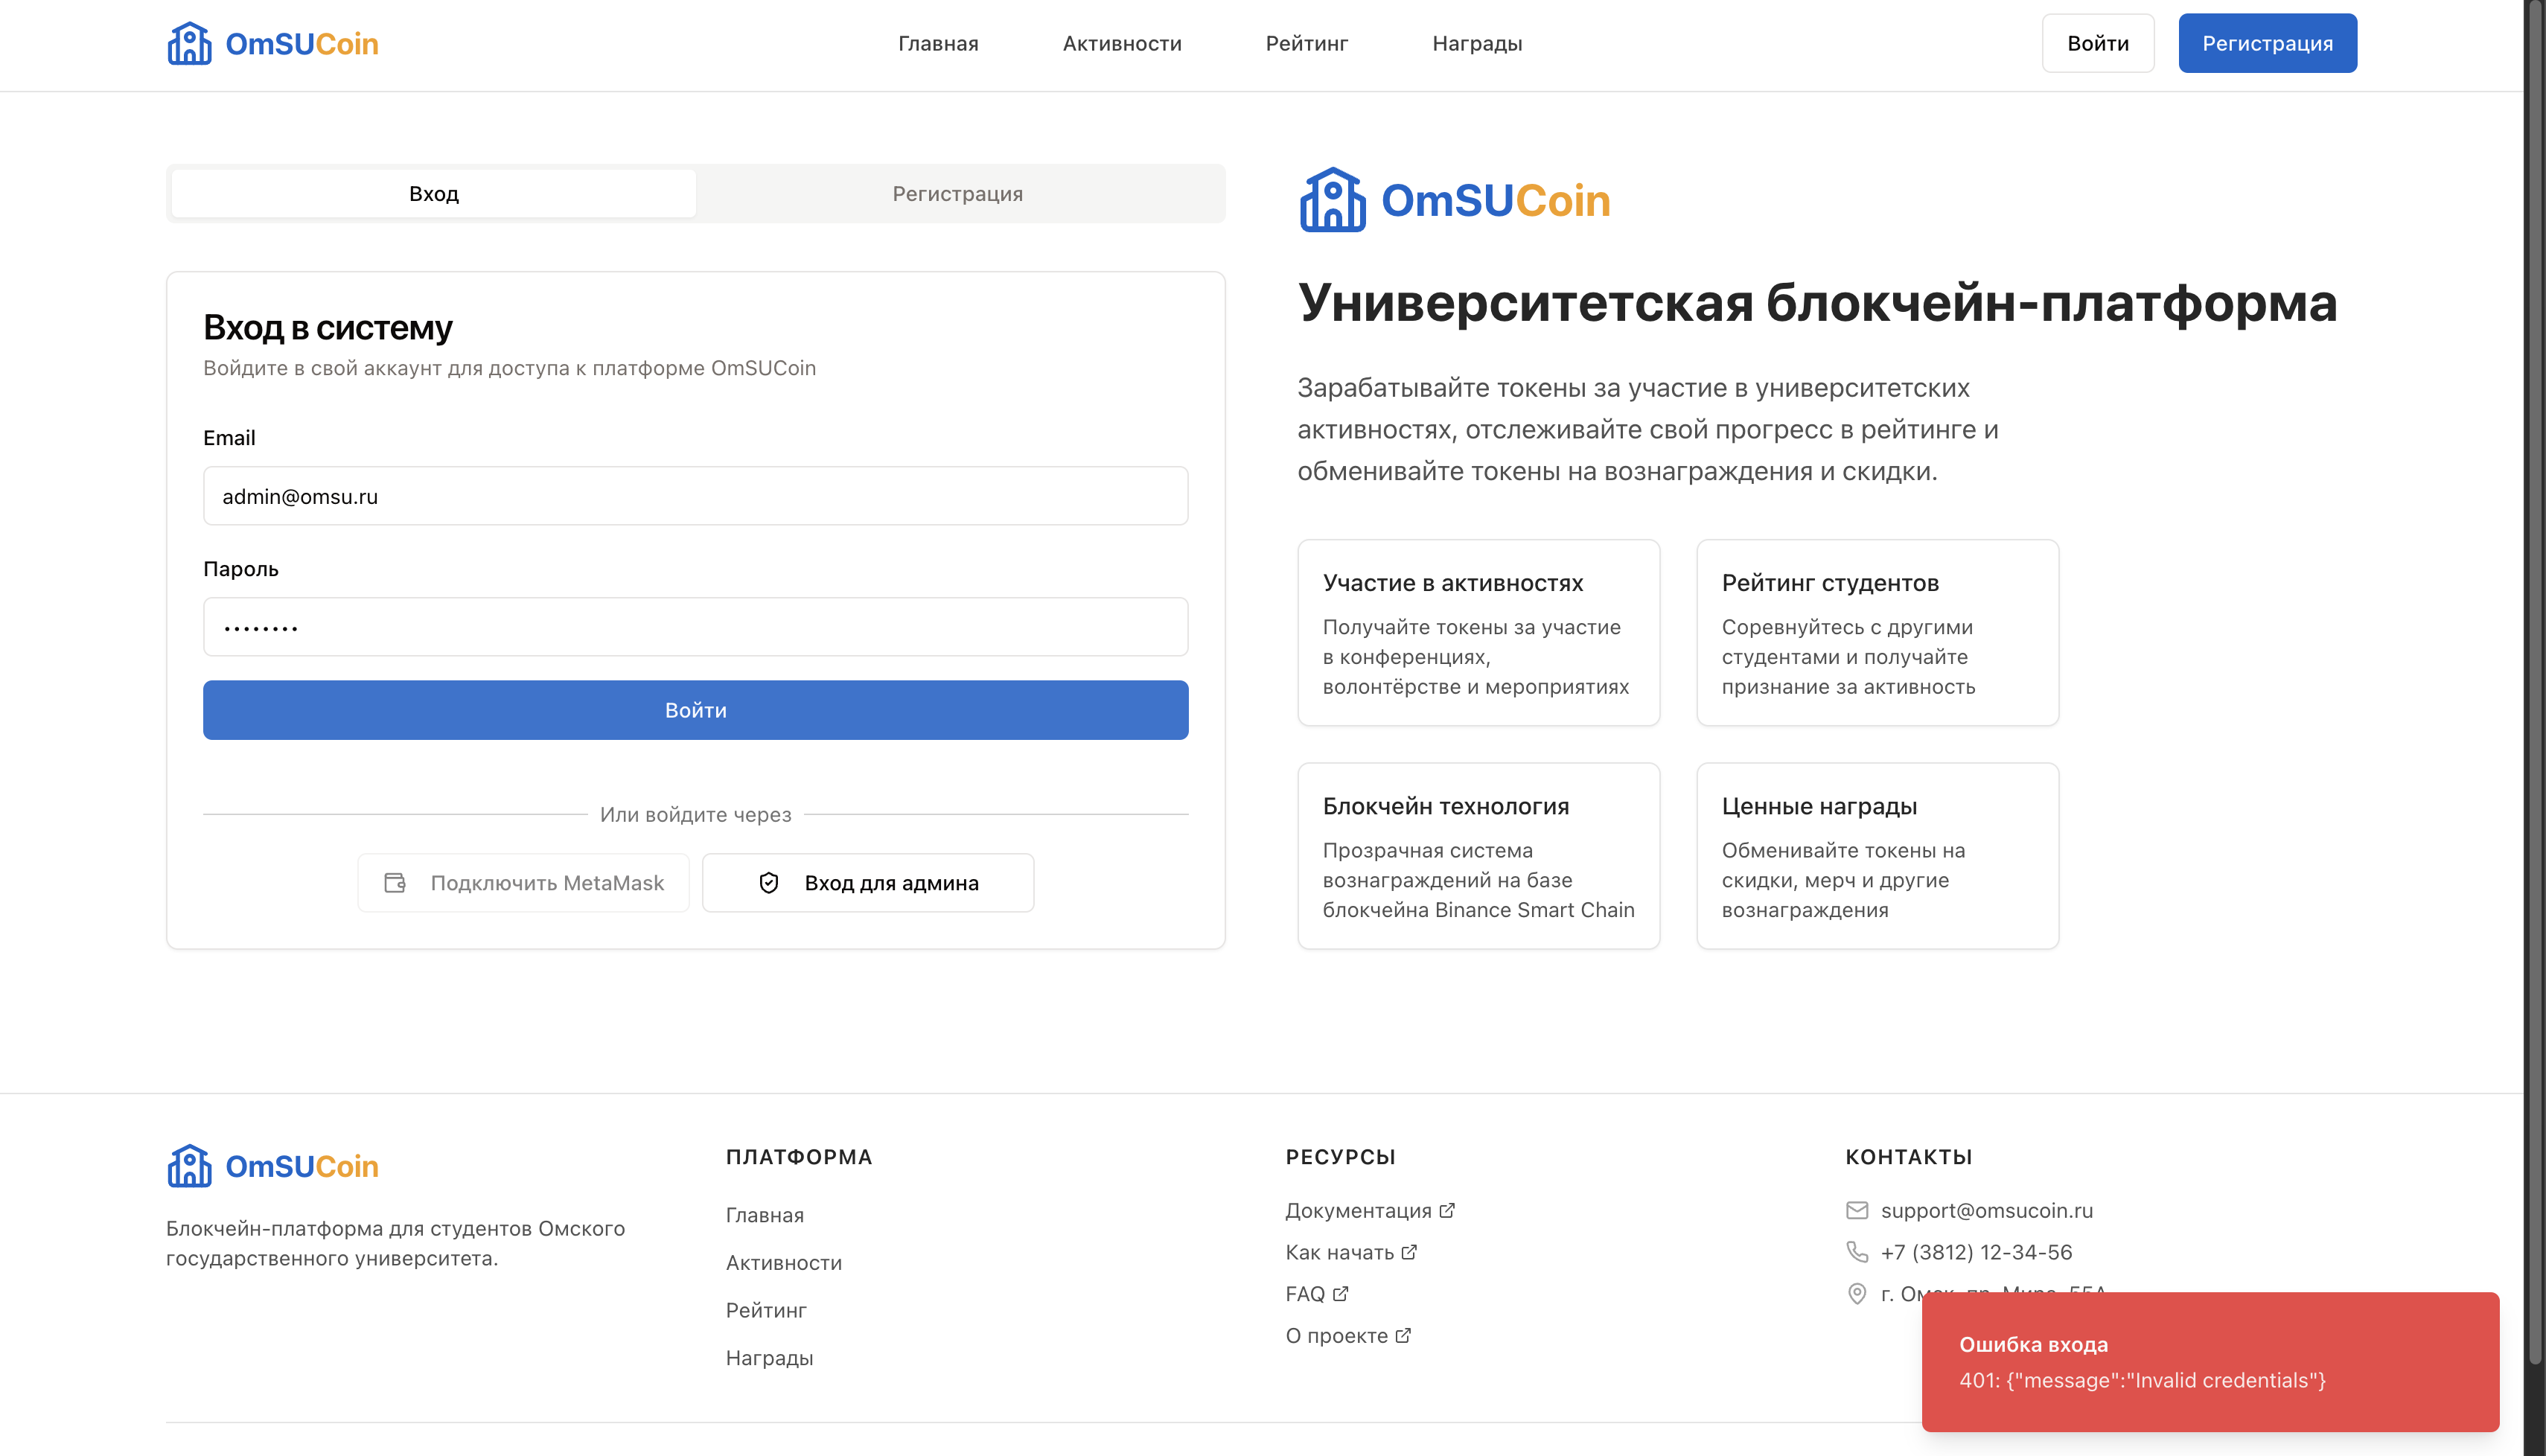 OmSUCoin
Главная
Активности
Рейтинг
Награды
Войти
Регистрация
Вход
Регистрация
Вход в систему
Войдите в свой аккаунт для доступа к платформе OmSUCoin
Email
admin@omsu.ru
Пароль
••••••••
Войти
Или войдите через
Подключить MetaMask
Вход для админа
OmSUCoin
Университетская блокчейн-платформа
Зарабатывайте токены за участие в университетских
активностях, отслеживайте свой прогресс в рейтинге и
обменивайте токены на вознаграждения и скидки.
Участие в активностях
Получайте токены за участие
в конференциях,
волонтёрстве и мероприятиях
Рейтинг студентов
Соревнуйтесь с другими
студентами и получайте
признание за активность
Блокчейн технология
Прозрачная система
вознаграждений на базе
блокчейна Binance Smart Chain
Ценные награды
Обменивайте токены на
скидки, мерч и другие
вознаграждения
OmSUCoin
Блокчейн-платформа для студентов Омского
государственного университета.
ПЛАТФОРМА
Главная
Активности
Рейтинг
Награды
РЕСУРСЫ
Документация
Как начать
FAQ
О проекте
КОНТАКТЫ
support@omsucoin.ru
+7 (3812) 12-34-56
г. Омск, пр. Мира, 55А
Ошибка входа
401: {"message":"Invalid credentials"}